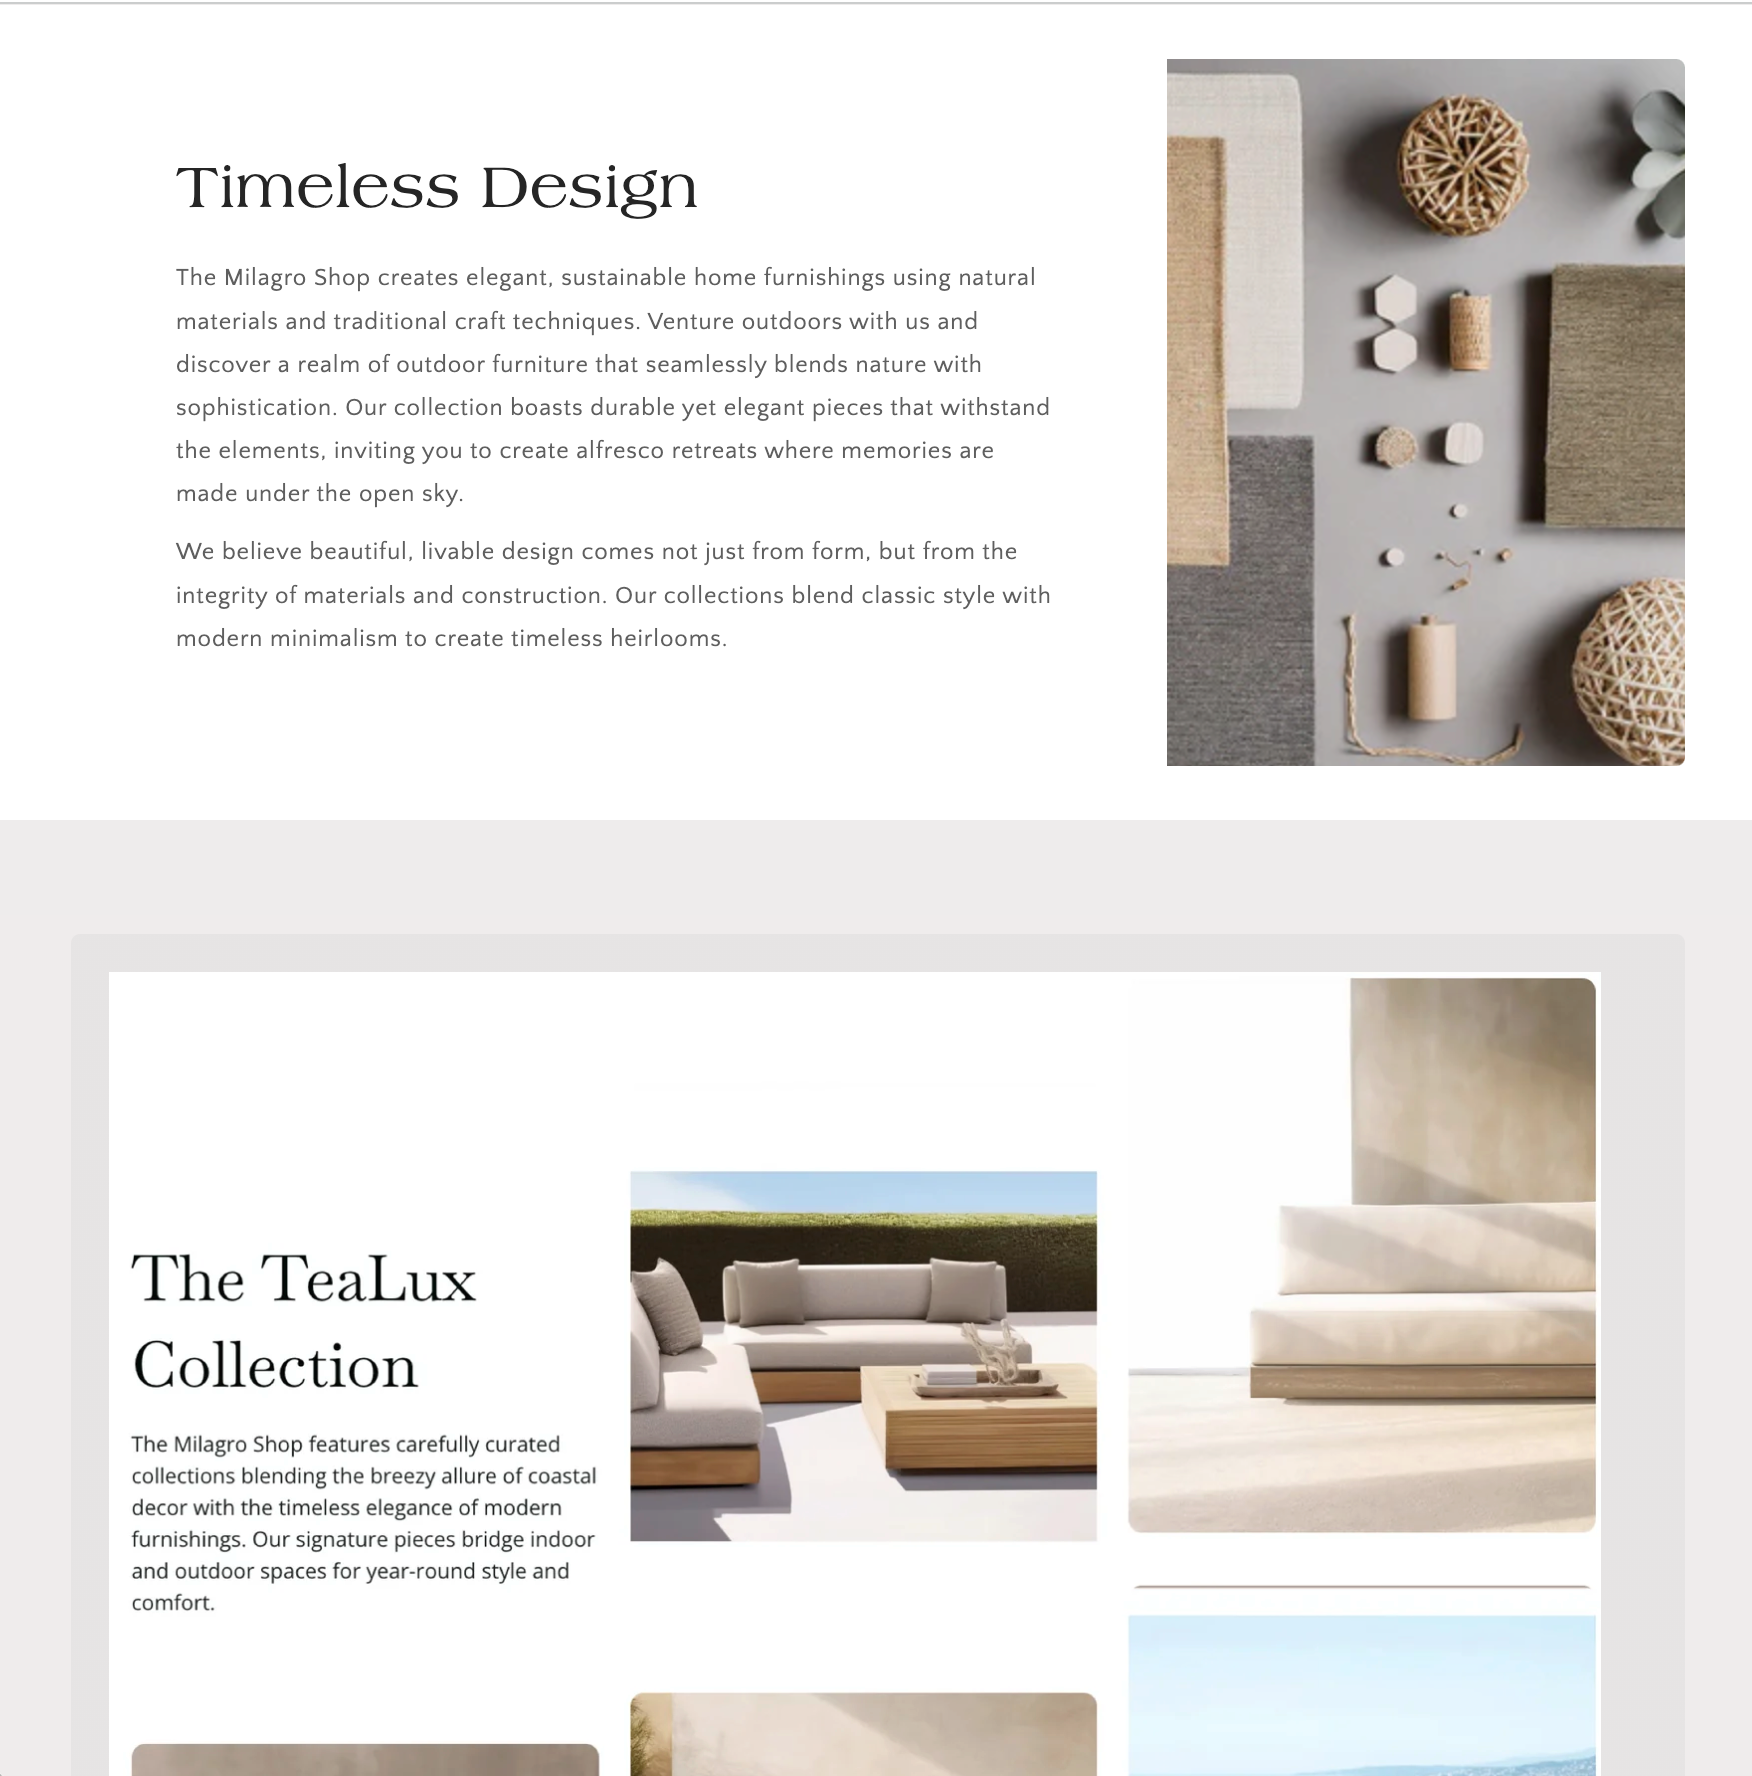 Timeless Design
The Milagro Shop creates elegant, sustainable home furnishings using natural
materials and traditional craft techniques. Venture outdoors with us and
discover a realm of outdoor furniture that seamlessly blends nature with
sophistication. Our collection boasts durable yet elegant pieces that withstand
the elements, inviting you to create alfresco retreats where memories are
made under the open sky.
We believe beautiful, livable design comes not just from form, but from the
integrity of materials and construction. Our collections blend classic style with
modern minimalism to create timeless heirlooms.
The TeaLux
Collection
The Milagro Shop features carefully curated
collections blending the breezy allure of coastal
decor with the timeless elegance of modern
furnishings. Our signature pieces bridge indoor
and outdoor spaces for year-round style and
comfort.